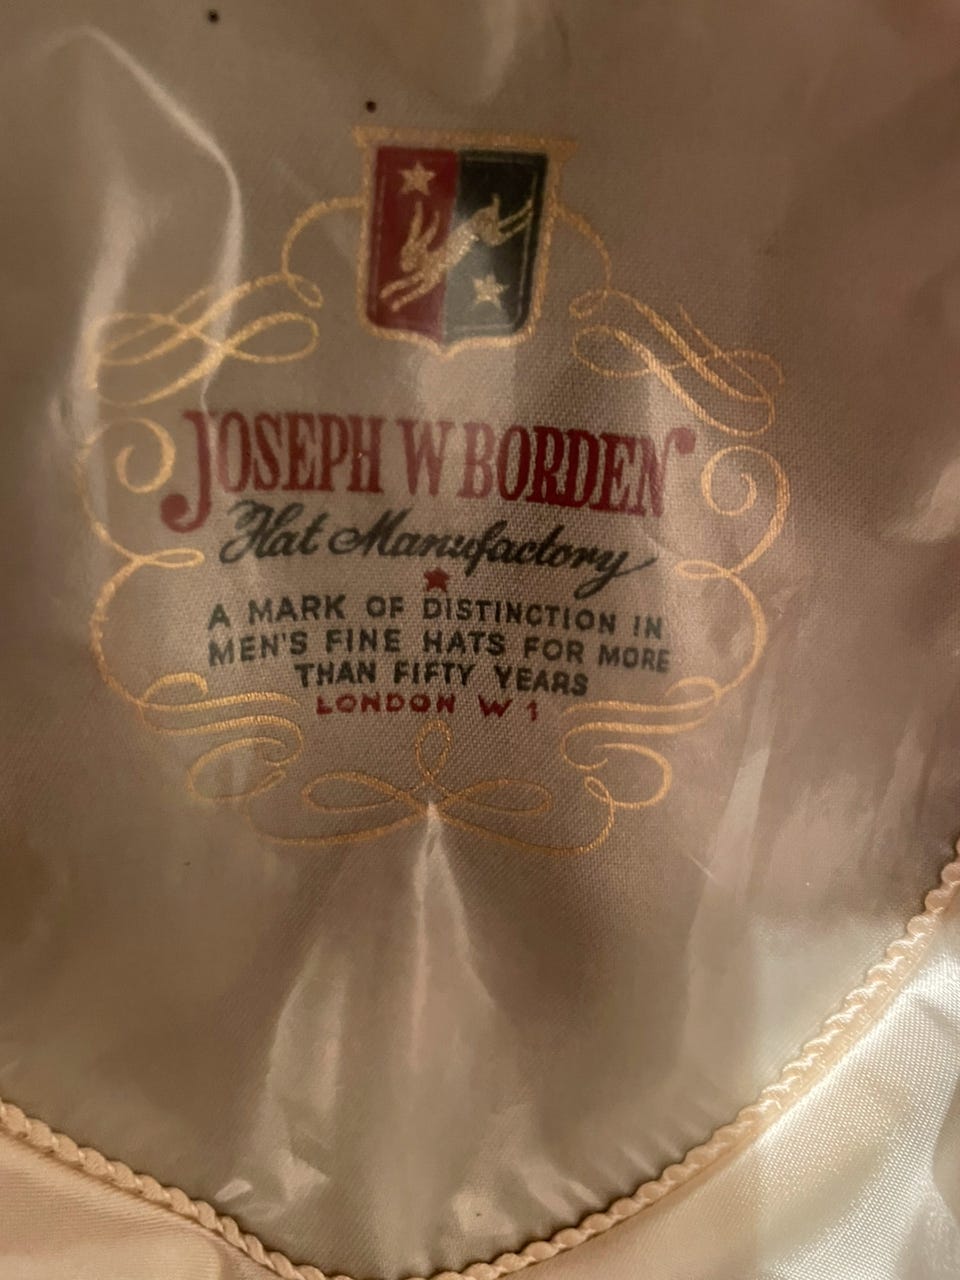 JOSEPH W BORDEN
Hat Manufactory
A MARK OF DISTINCTION IN
MEN'S FINE HATS FOR MORE
THAN FIFTY YEARS
LONDON W 1